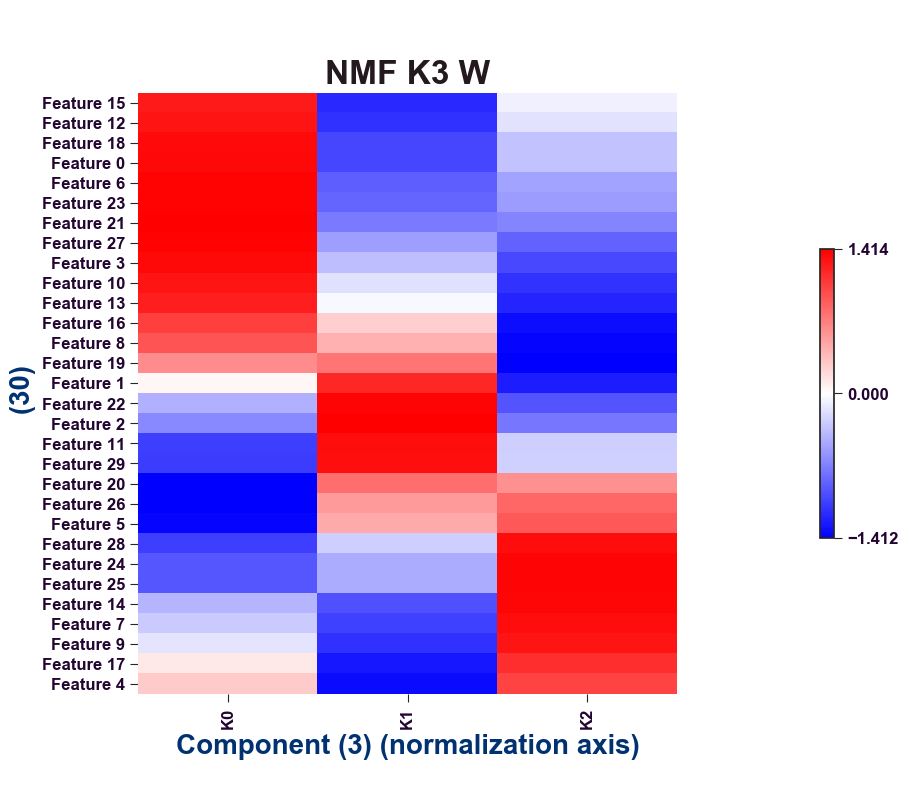 NMF K3 W
Feature 15
Feature 12
Feature 18
Feature 0
Feature 6
Feature 23
Feature 21
Feature 27
Feature 3
Feature 10
Feature 13
Feature 16
Feature 8
Feature 19
Feature 1
Feature 22
Feature 2
Feature 11
Feature 29
Feature 20
Feature 26
Feature 5
Feature 28
Feature 24
Feature 25
Feature 14
Feature 7
Feature 9
Feature 17
Feature 4
(30)
K0
K1
K2
Component (3) (normalization axis)
1.414
0.000
−1.412